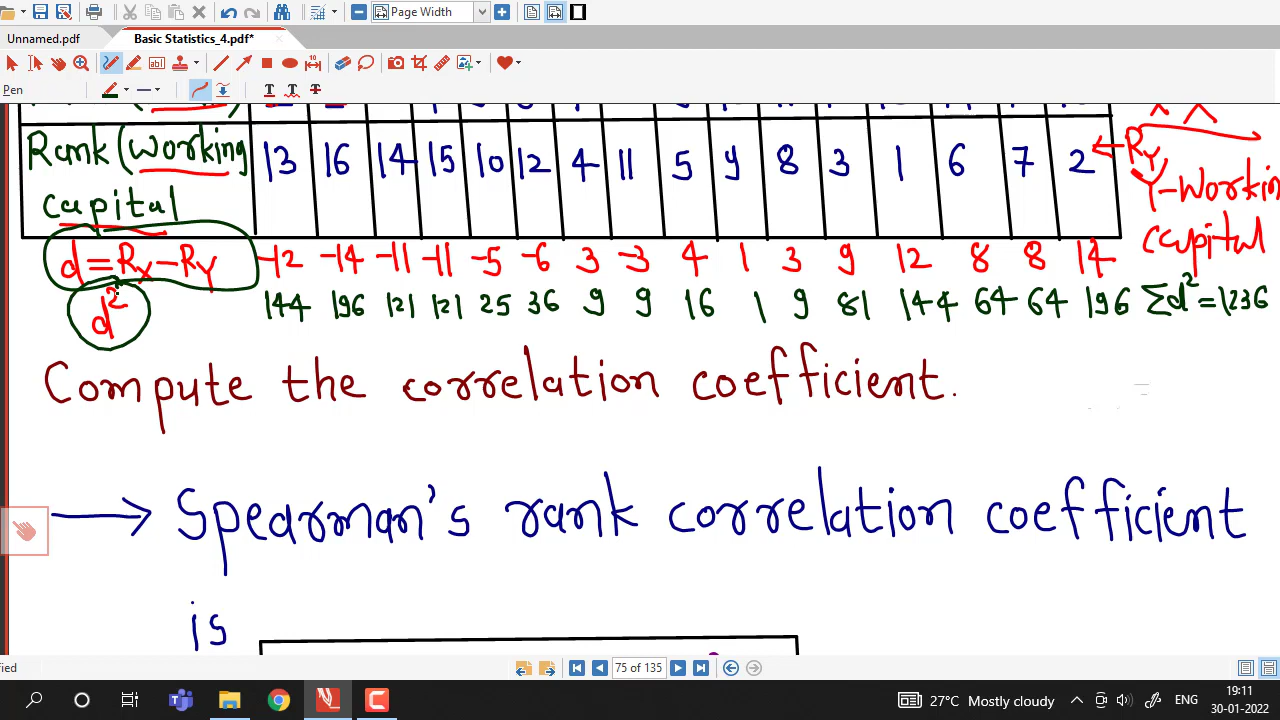 Page Width
Unnamed.pdf
Basic Statistics_4.pdf*
Pen
Rank (working capital 13 16 14 15 10 12 4 11 5 9 8 3 1 6 7 2 ← Ry
Y-Workin
capital
d = Rx - Ry -12 -14 -11 -11 -5 -6 3 -3 4 1 3 9 12 8 8 14
d² 144 196 121 121 25 36 9 9 16 1 9 81 144 64 64 196 Σd² = 1236
Compute the correlation coefficient.
→ Spearman's rank correlation coefficient
is
fied
75 of 135
27°C Mostly cloudy
ENG
19:11
30-01-2022